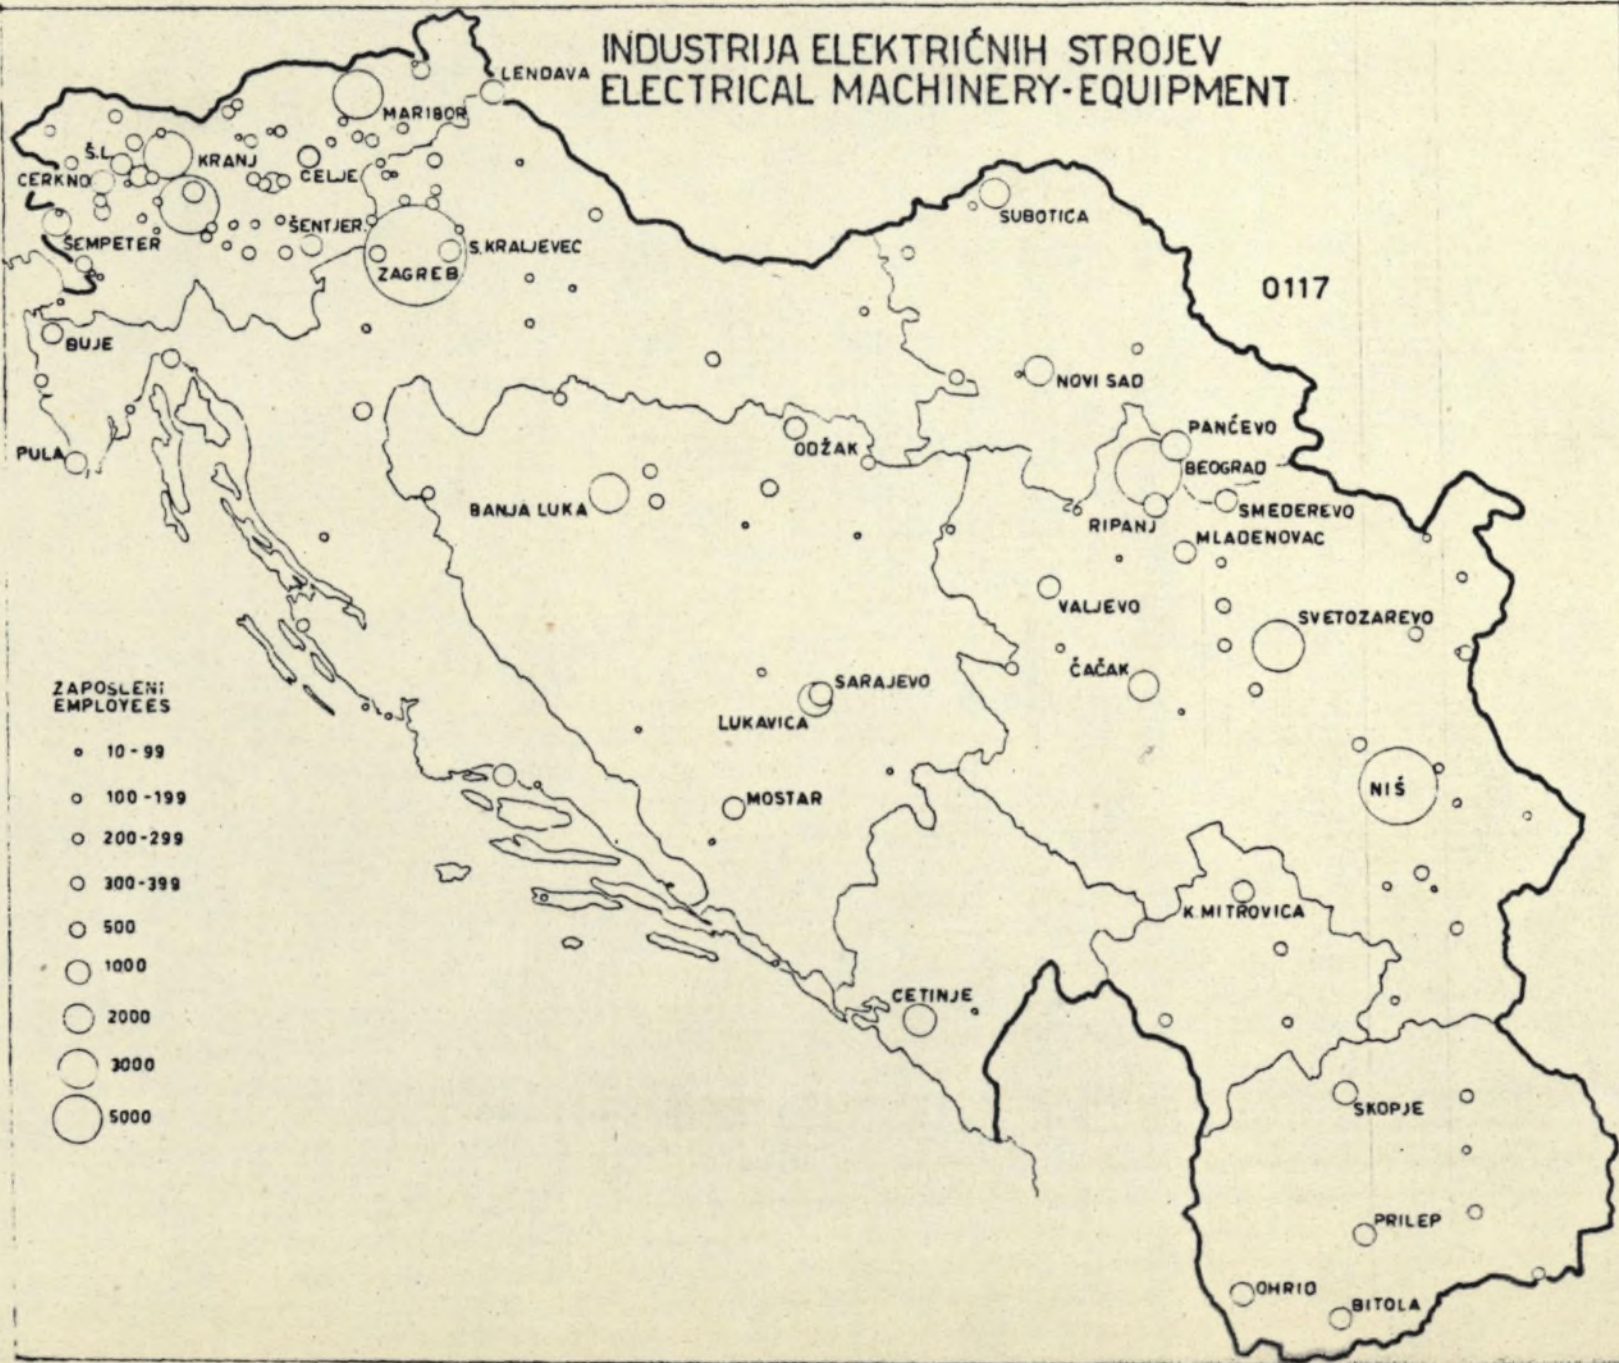 INDUSTRIJA ELEKTRIČNIH STROJEV
ELECTRICAL MACHINERY-EQUIPMENT
0117
LENDAVA
MARIBOR
Š.L.
KRANJ
CERKNO
CELJE
ŠENTJER.
ŠEMPETER
S.KRALJEVEC
ZAGREB
SUBOTICA
BUJE
NOVI SAD
PULA
ODŽAK
PANČEVO
BEOGRAD
BANJA LUKA
SMEDEREVO
RIPANJ
MLADENOVAC
VALJEVO
SVETOZAREVO
ČAČAK
SARAJEVO
LUKAVICA
NIŠ
MOSTAR
K.MITROVICA
CETINJE
SKOPJE
PRILEP
OHRID
BITOLA
ZAPOSLENI
EMPLOYEES
10-99
100-199
200-299
300-399
500
1000
2000
3000
5000